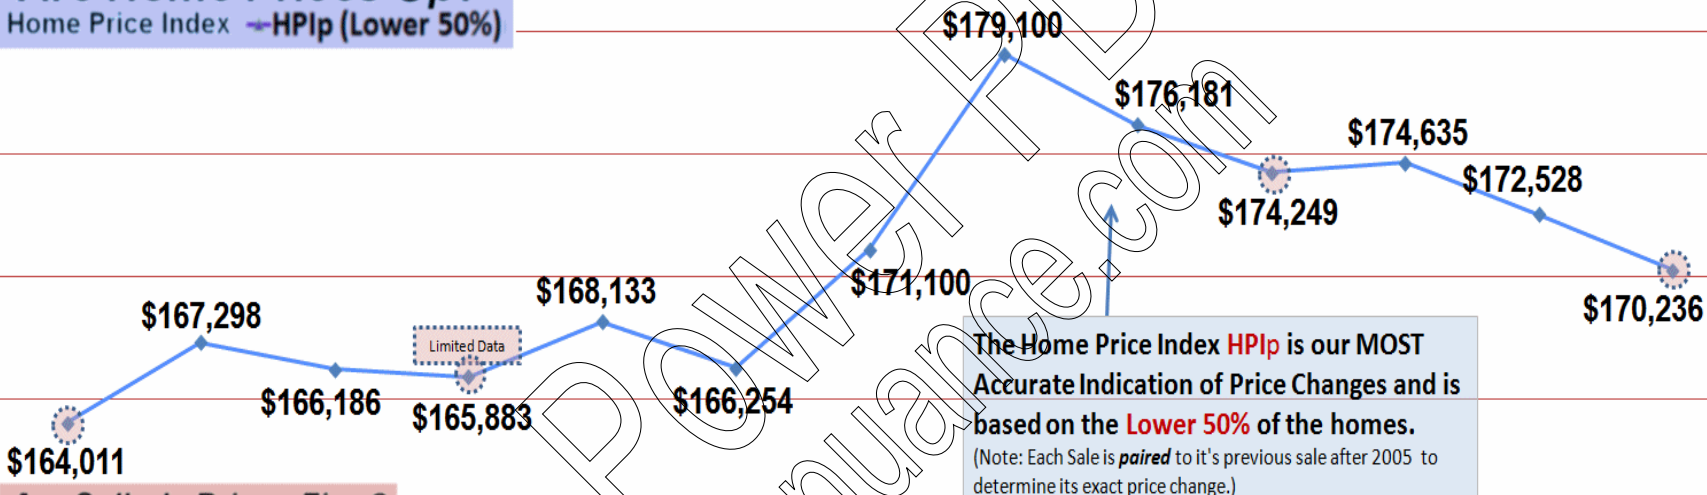 Home Price Index HPIp (Lower 50%)
$179,100
$176,181
$174,635
$172,528
$174,249
$171,100
$168,133
$170,236
$167,298
Limited Data
$166,186
$165,883
$166,254
$164,011
The Home Price Index HPIp is our MOST
Accurate Indication of Price Changes and is
based on the Lower 50% of the homes.
(Note: Each Sale is paired to it's previous sale after 2005 to
determine its exact price change.)
Power
.com